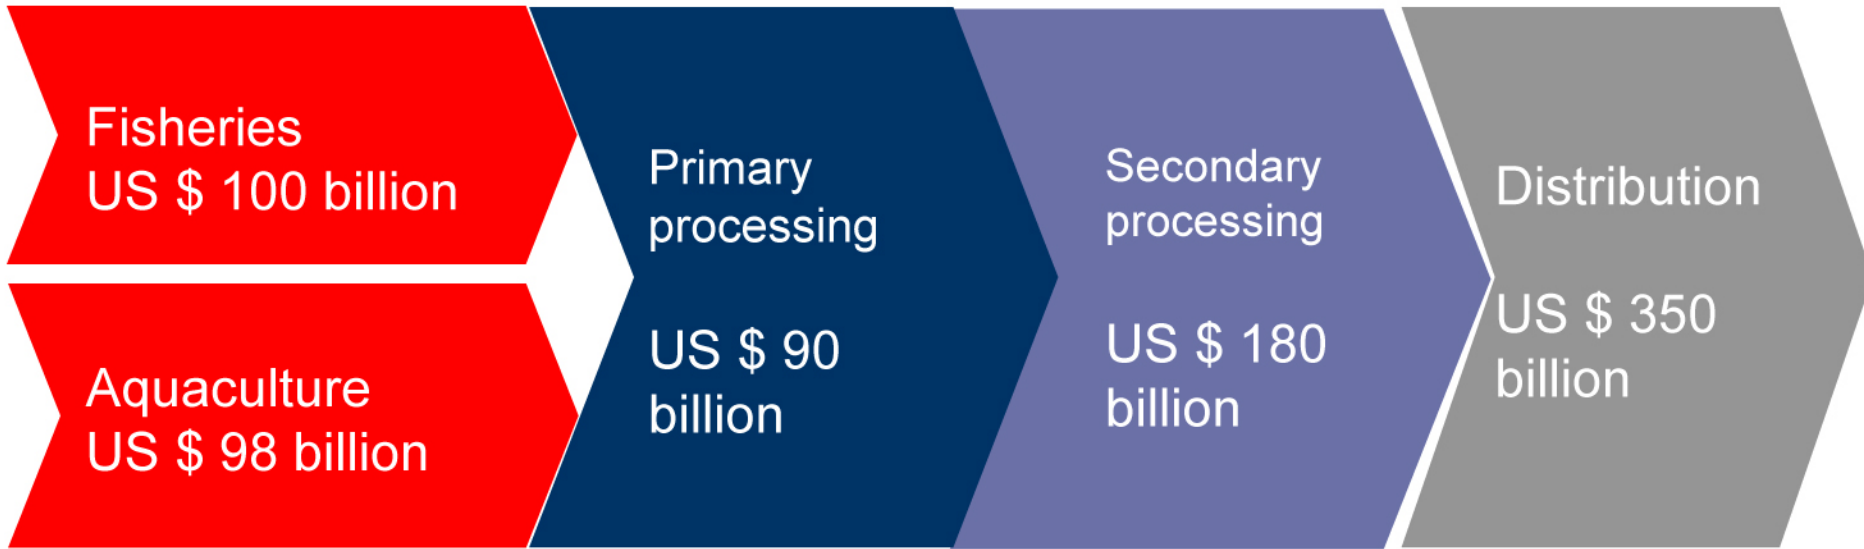 Fisheries
US $ 100 billion
Aquaculture
US $ 98 billion
Primary
processing
US $ 90
billion
Secondary
processing
US $ 180
billion
Distribution
US $ 350
billion